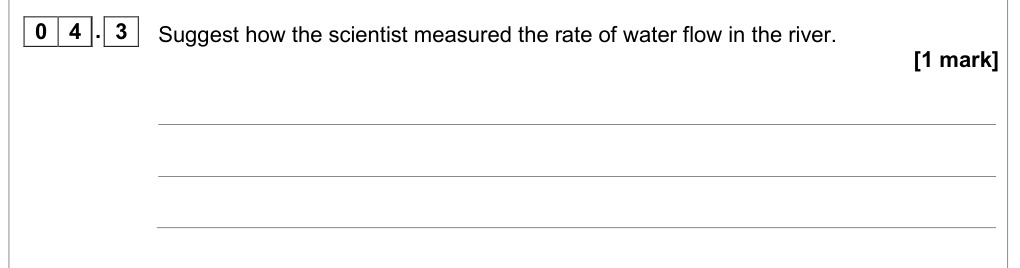 0 4 . 3 Suggest how the scientist measured the rate of water flow in the river.
[1 mark]